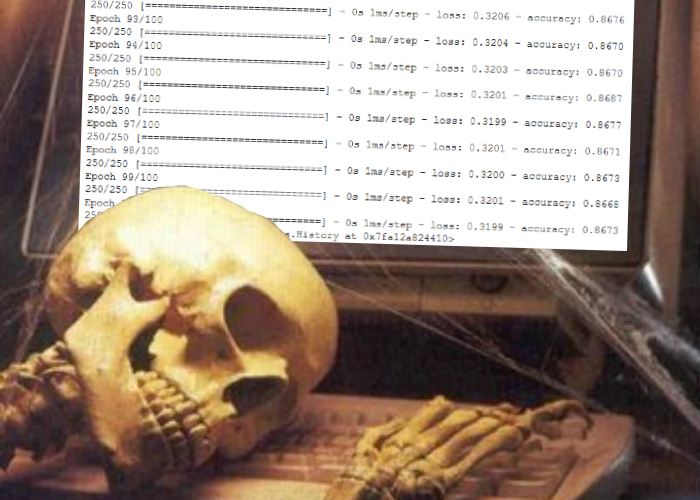 250/250 [==============================] - 0s 1ms/step - loss: 0.3206 - accuracy: 0.8676
Epoch 93/100
250/250 [==============================] - 0s 1ms/step - loss: 0.3204 - accuracy: 0.8670
Epoch 94/100
250/250 [==============================] - 0s 1ms/step - loss: 0.3203 - accuracy: 0.8670
Epoch 95/100
250/250 [==============================] - 0s 1ms/step - loss: 0.3201 - accuracy: 0.8687
Epoch 96/100
250/250 [==============================] - 0s 1ms/step - loss: 0.3199 - accuracy: 0.8677
Epoch 97/100
250/250 [==============================] - 0s 1ms/step - loss: 0.3201 - accuracy: 0.8671
Epoch 98/100
250/250 [==============================] - 0s 1ms/step - loss: 0.3200 - accuracy: 0.8673
Epoch 99/100
250/250 [==============================] - 0s 1ms/step - loss: 0.3201 - accuracy: 0.8668
Epoch
=====] - 0s 1ms/step - loss: 0.3199 - accuracy: 0.8673
s.History at 0x7fa12a824410>